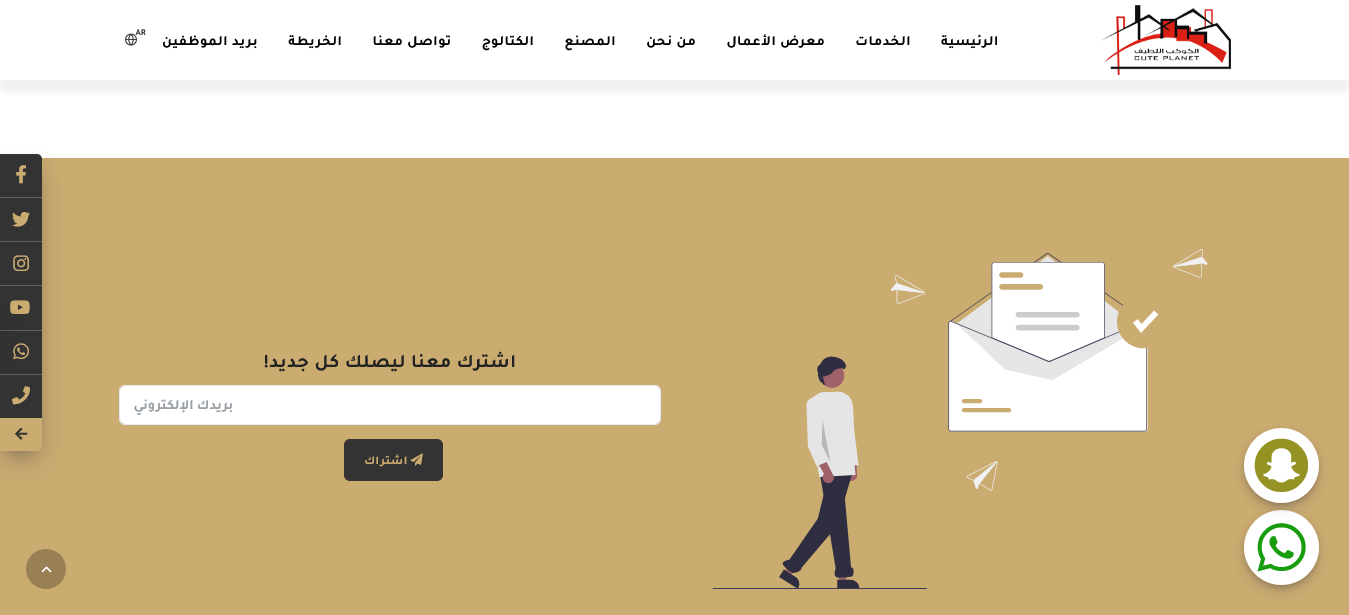 الكوكب اللطيف
CUTE PLANET
الرئيسية
الخدمات
معرض الأعمال
من نحن
المصنع
الكتالوج
تواصل معنا
الخريطة
بريد الموظفين
AR
اشترك معنا ليصلك كل جديد!
بريدك الإلكتروني
اشتراك